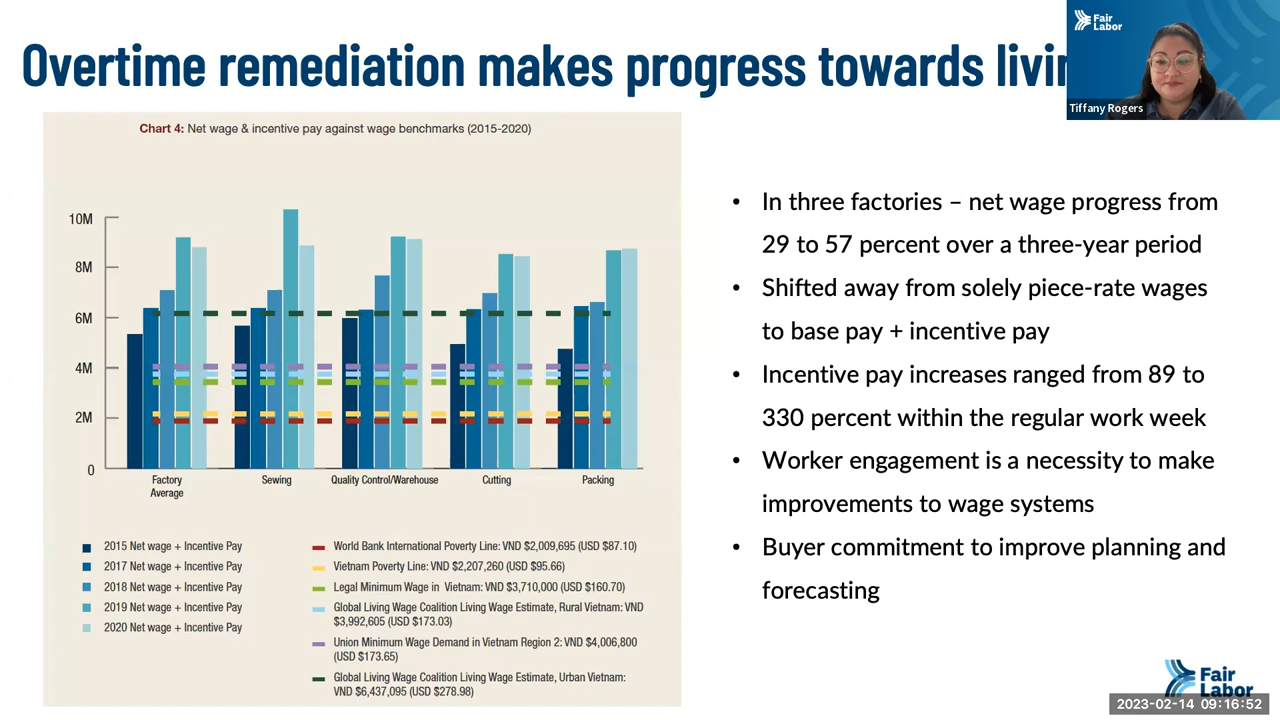 Overtime remediation makes progress towards livin
Fair
Labor
Tiffany Rogers
Chart 4: Net wage & incentive pay against wage benchmarks (2015-2020)
10M
8M
6M
4M
2M
0
Factory
Average
Sewing
Quality Control/Warehouse
Cutting
Packing
2015 Net wage + Incentive Pay
2017 Net wage + Incentive Pay
2018 Net wage + Incentive Pay
2019 Net wage + Incentive Pay
2020 Net wage + Incentive Pay
World Bank International Poverty Line: VND $2,009,695 (USD $87.10)
Vietnam Poverty Line: VND $2,207,260 (USD $95.66)
Legal Minimum Wage in Vietnam: VND $3,710,000 (USD $160.70)
Global Living Wage Coalition Living Wage Estimate, Rural Vietnam: VND
$3,992,605 (USD $173.03)
Union Minimum Wage Demand in Vietnam Region 2: VND $4,006,800
(USD $173.65)
Global Living Wage Coalition Living Wage Estimate, Urban Vietnam:
VND $6,437,095 (USD $278.98)
• In three factories – net wage progress from
29 to 57 percent over a three-year period
• Shifted away from solely piece-rate wages
to base pay + incentive pay
• Incentive pay increases ranged from 89 to
330 percent within the regular work week
• Worker engagement is a necessity to make
improvements to wage systems
• Buyer commitment to improve planning and
forecasting
Fair
Labor
2023-02-14 09:16:52